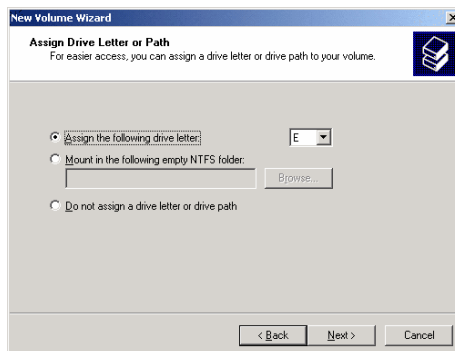 New Volume Wizard
Assign Drive Letter or Path
For easier access, you can assign a drive letter or drive path to your volume.
Assign the following drive letter: E
Mount in the following empty NTFS folder:
Browse...
Do not assign a drive letter or drive path
< Back Next > Cancel